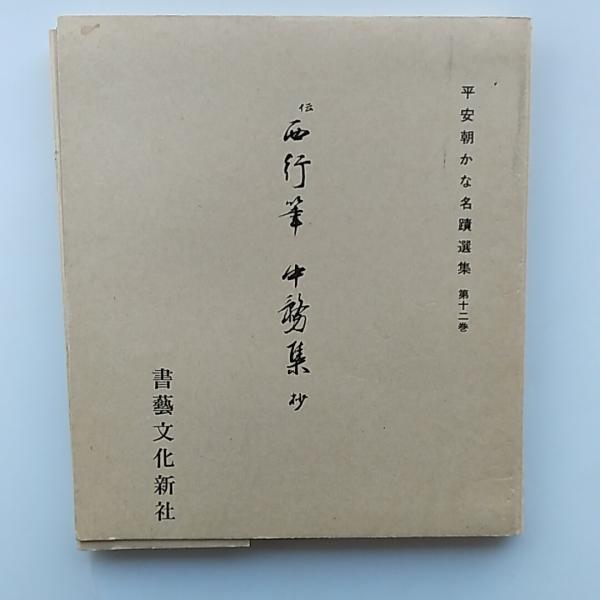 平安朝かな名蹟選集 第十二巻
伝 西行筆 中務集 抄
書藝文化新社